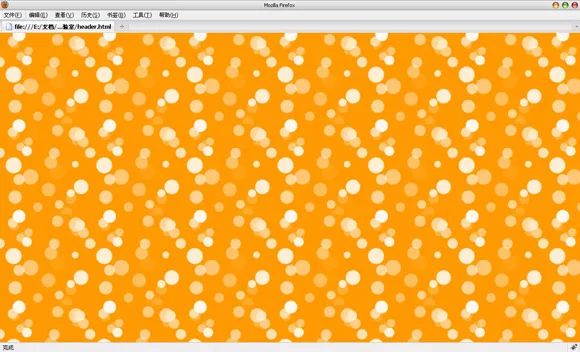 Mozilla Firefox
文件(F) 编辑(E) 查看(V) 历史(S) 书签(B) 工具(T) 帮助(H)
file:///E:/文档/...验室/header.html
完成